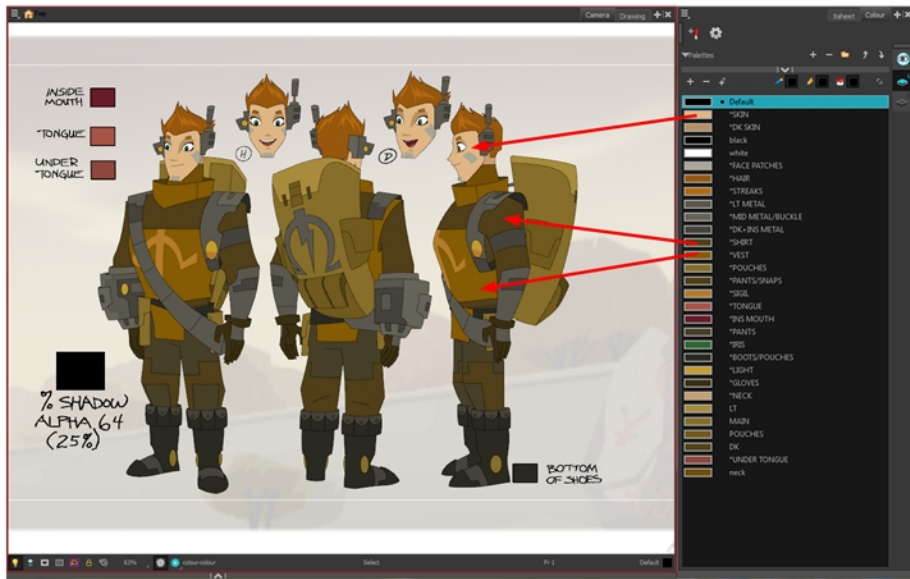 Top
Camera
Drawing
Xsheet
Colour
Palettes
INSIDE
MOUTH
TONGUE
UNDER
TONGUE
H
D
% SHADOW
ALPHA 64
(25%)
BOTTOM
OF SHOES
Default
*SKIN
*DK SKIN
black
white
*FACE PATCHES
*HAIR
*STREAKS
*LT METAL
*MID METAL/BUCKLE
*DK+INS METAL
*SHIRT
*VEST
*POUCHES
*PANTS/SNAPS
*SIGIL
*TONGUE
*INS MOUTH
*PANTS
*IRIS
*BOOTS/POUCHES
*LIGHT
*GLOVES
*NECK
LT
MAIN
POUCHES
DK
*UNDER TONGUE
neck
63%
colour-colour
Select
Fr 1
Default